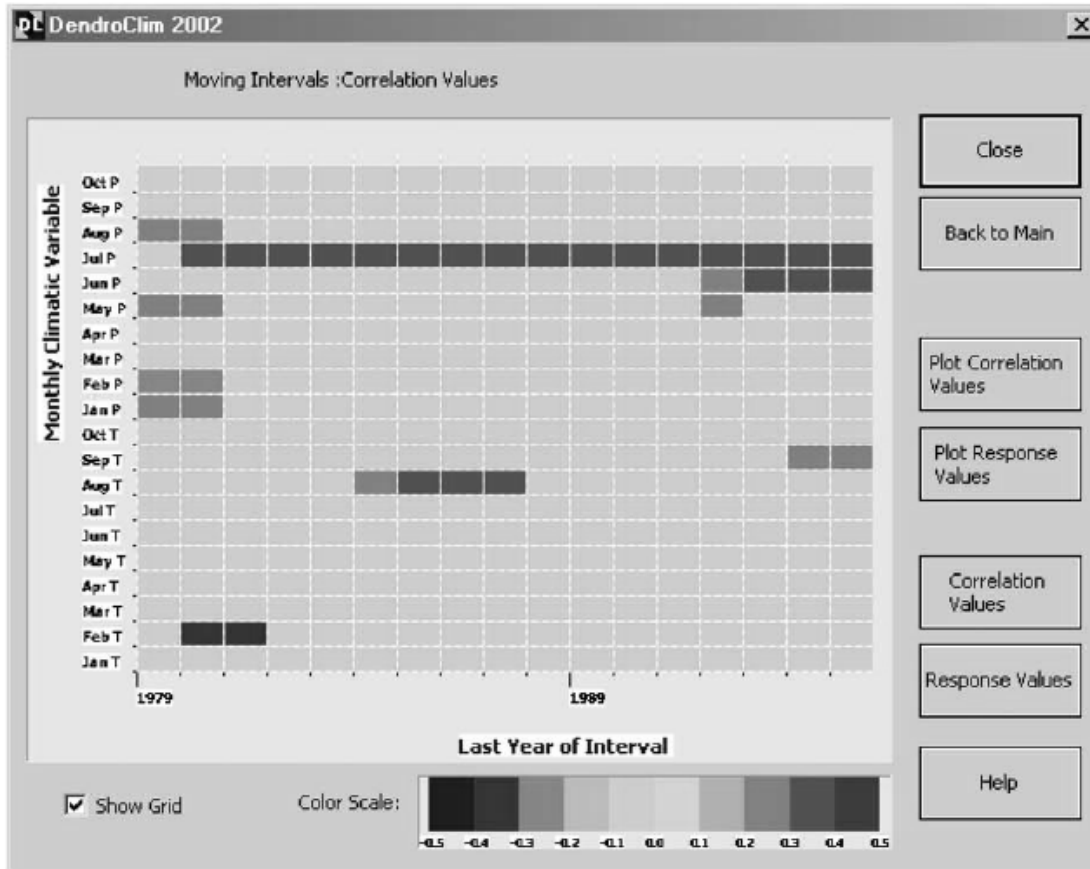 DL DendroClim 2002
Moving Intervals :Correlation Values
Monthly Climatic Variable
Oct P
Sep P
Aug P
Jul P
Jun P
May P
Apr P
Mar P
Feb P
Jan P
Oct T
Sep T
Aug T
Jul T
Jun T
May T
Apr T
Mar T
Feb T
Jan T
1979
1989
Last Year of Interval
Show Grid
Color Scale:
-0.5 -0.4 -0.3 -0.2 -0.1 0.0 0.1 0.2 0.3 0.4 0.5
Close
Back to Main
Plot Correlation
Values
Plot Response
Values
Correlation
Values
Response Values
Help